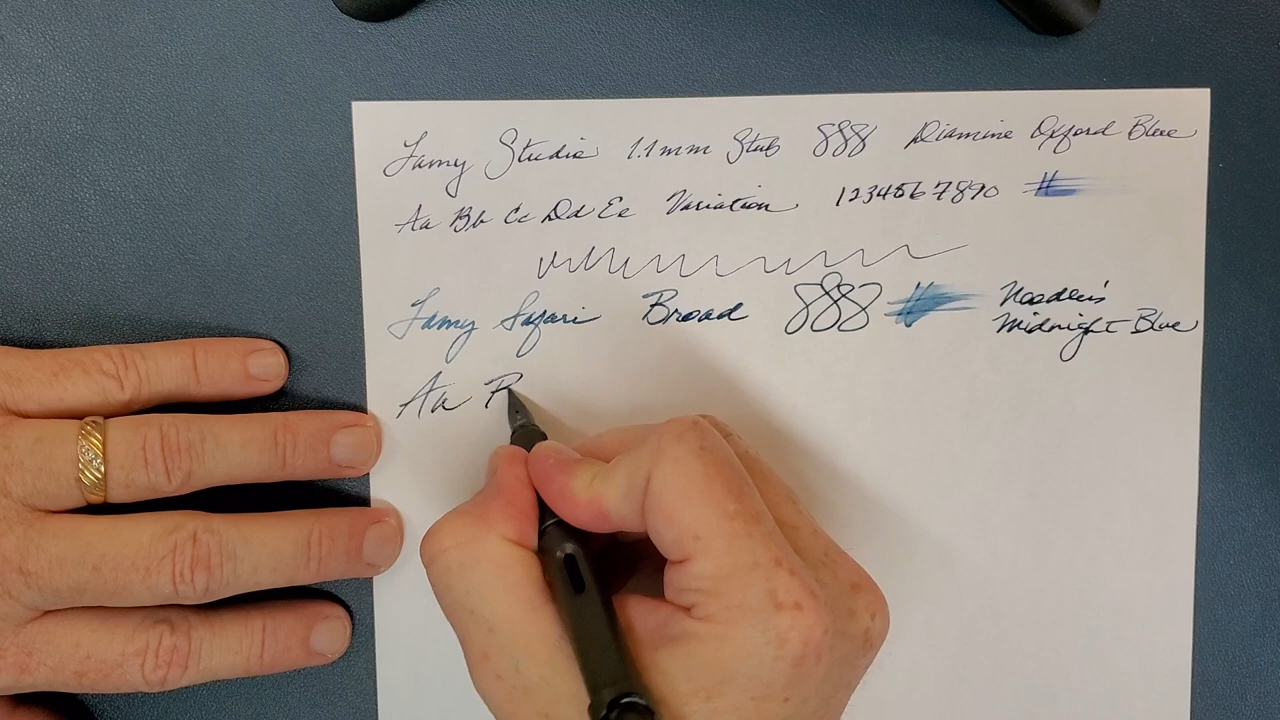 Lamy Studio 1.1mm Stub 888 Diamine Oxford Blue
Aa Bb Cc Dd Ee Variation 1234567890
Lamy Safari Broad 888 Noodler's
Midnight Blue
Aa B